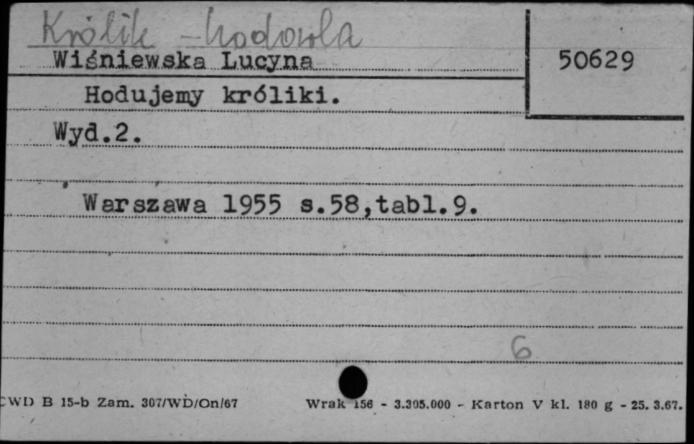 Królik - hodowla
Wiśniewska Lucyna
50629
Hodujemy króliki.
Wyd.2.
Warszawa 1955 s.58,tabl.9.
6
CWD B 15-b Zam. 307/WD/On/67 Wrak 156 - 3.395.000 - Karton V kl. 180 g - 25. 3.67.